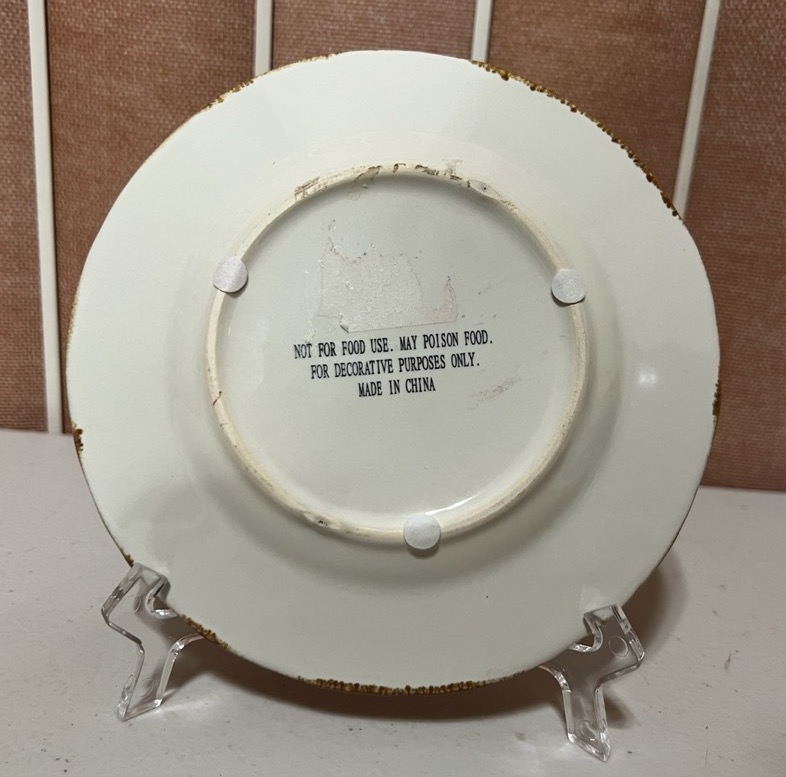 NOT FOR FOOD USE. MAY POISON FOOD.
FOR DECORATIVE PURPOSES ONLY.
MADE IN CHINA